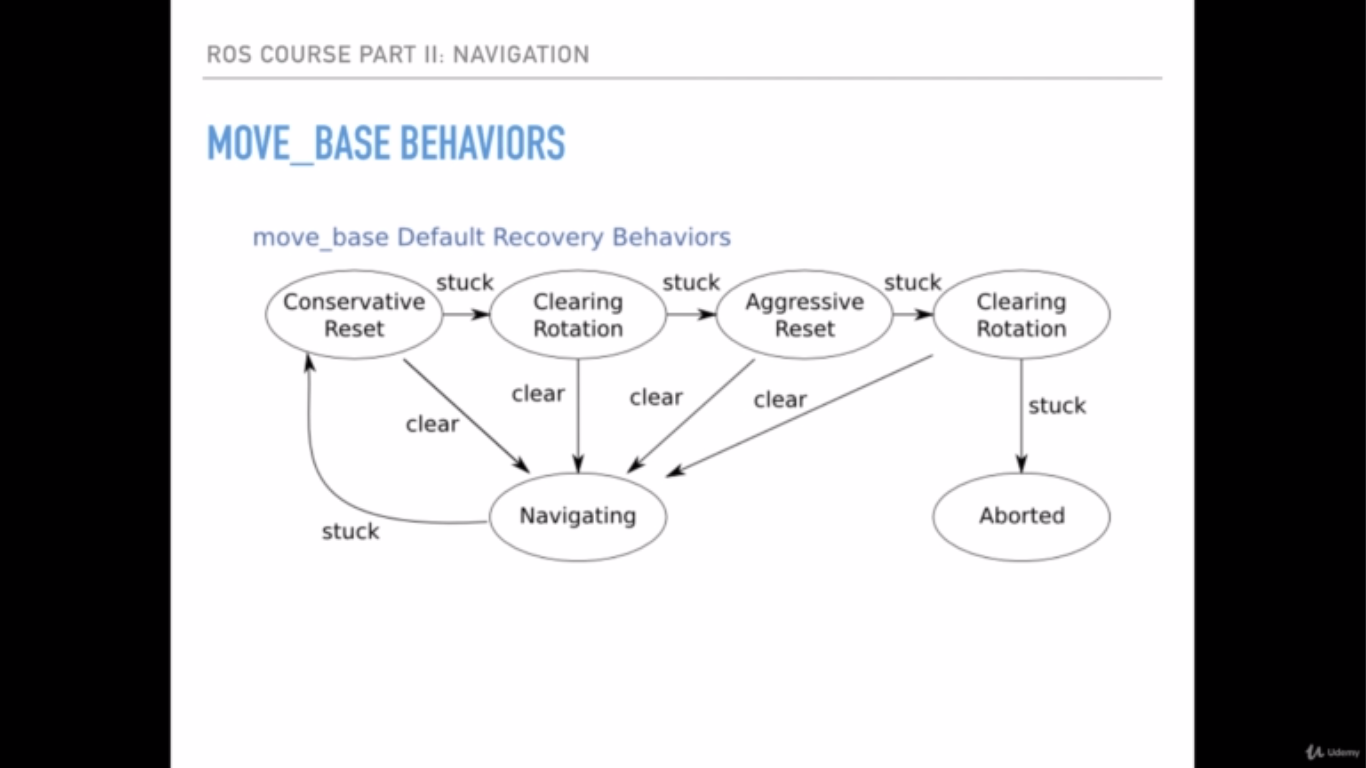 ROS COURSE PART II: NAVIGATION
MOVE_BASE BEHAVIORS
move_base Default Recovery Behaviors
stuck
stuck
stuck
Conservative
Reset
Clearing
Rotation
Aggressive
Reset
Clearing
Rotation
clear
clear
clear
clear
stuck
Navigating
Aborted
stuck
Udemy